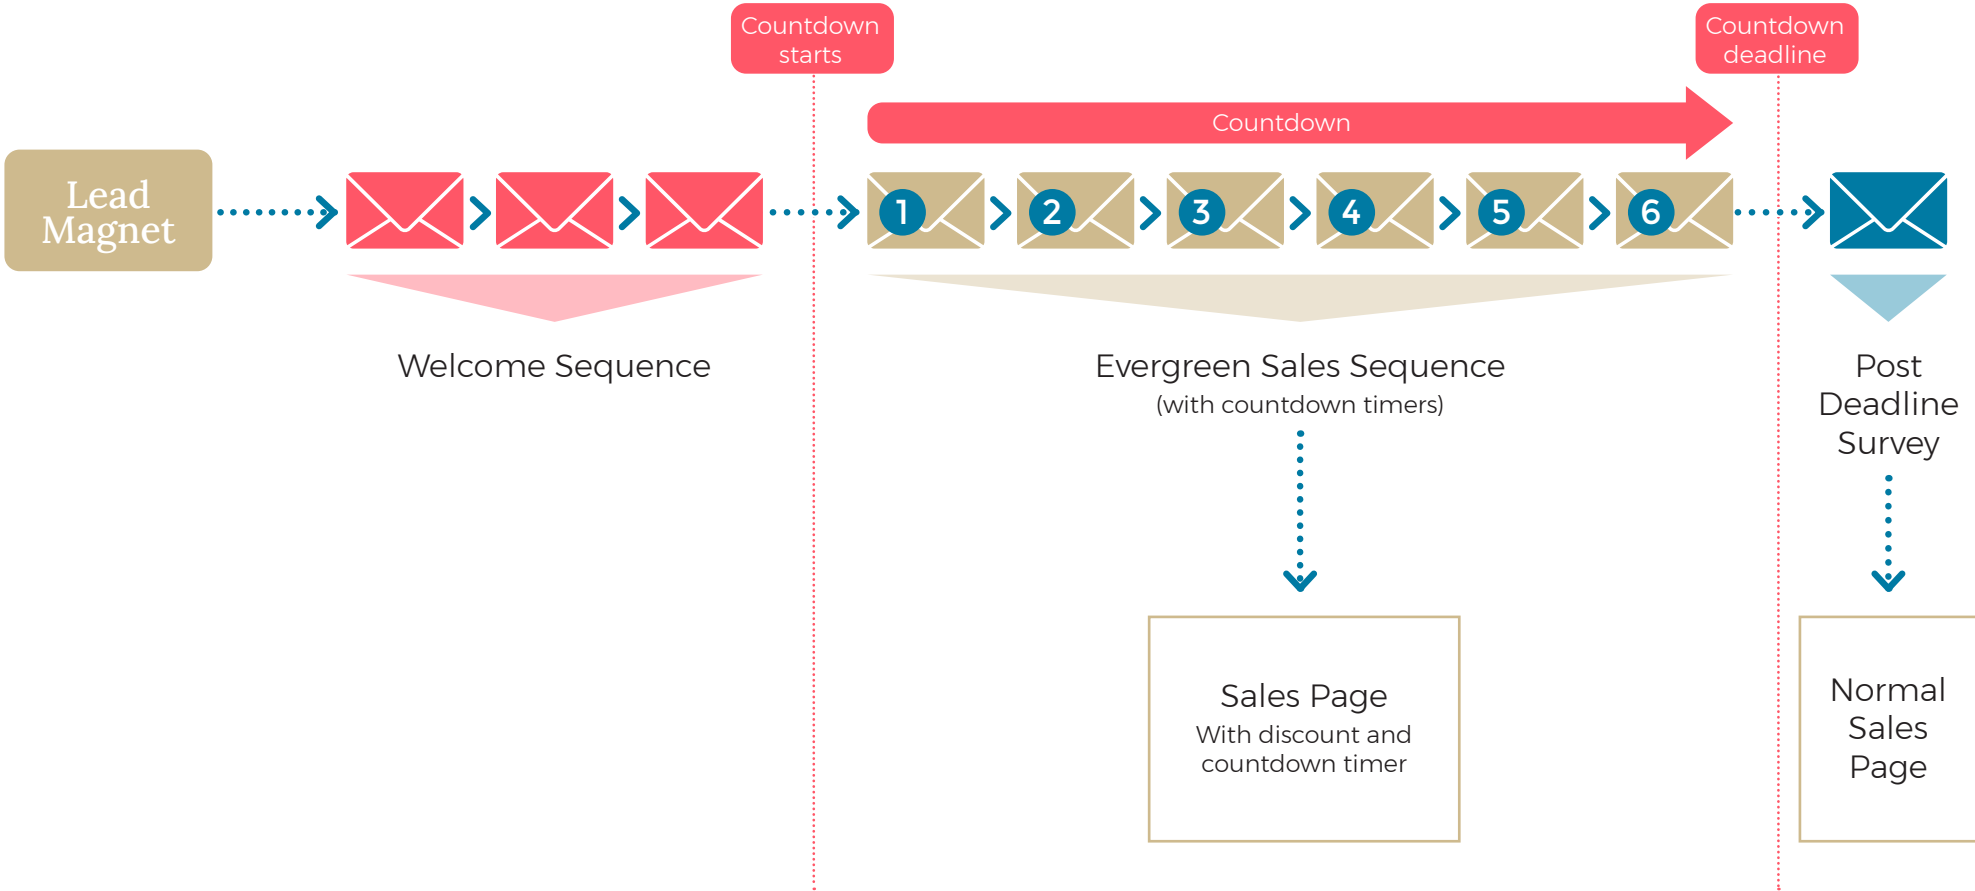 Countdown
starts
Countdown
deadline
Countdown
Lead
Magnet
1
2
3
4
5
6
Welcome Sequence
Evergreen Sales Sequence
(with countdown timers)
Post
Deadline
Survey
Sales Page
With discount and
countdown timer
Normal
Sales
Page